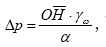 Δp = (OH̅ · γω) / α,